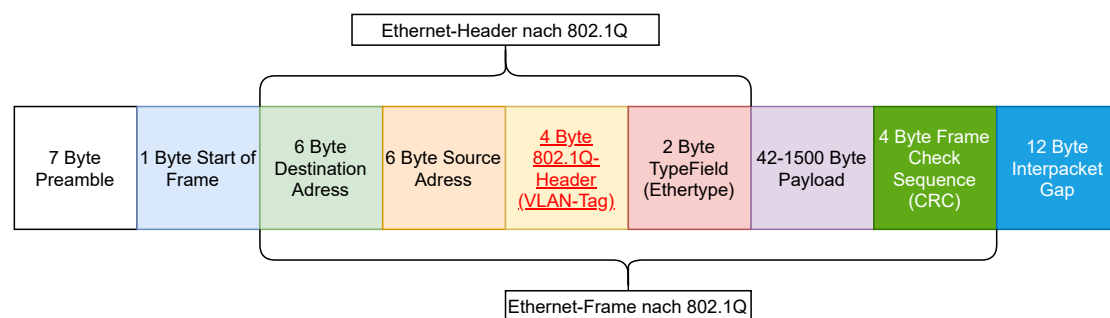 Ethernet-Header nach 802.1Q
7 Byte
Preamble
1 Byte Start of
Frame
6 Byte
Destination
Adress
6 Byte Source
Adress
4 Byte
802.1Q-
Header
(VLAN-Tag)
2 Byte
TypeField
(Ethertype)
42-1500 Byte
Payload
4 Byte Frame
Check
Sequence
(CRC)
12 Byte
Interpacket
Gap
Ethernet-Frame nach 802.1Q